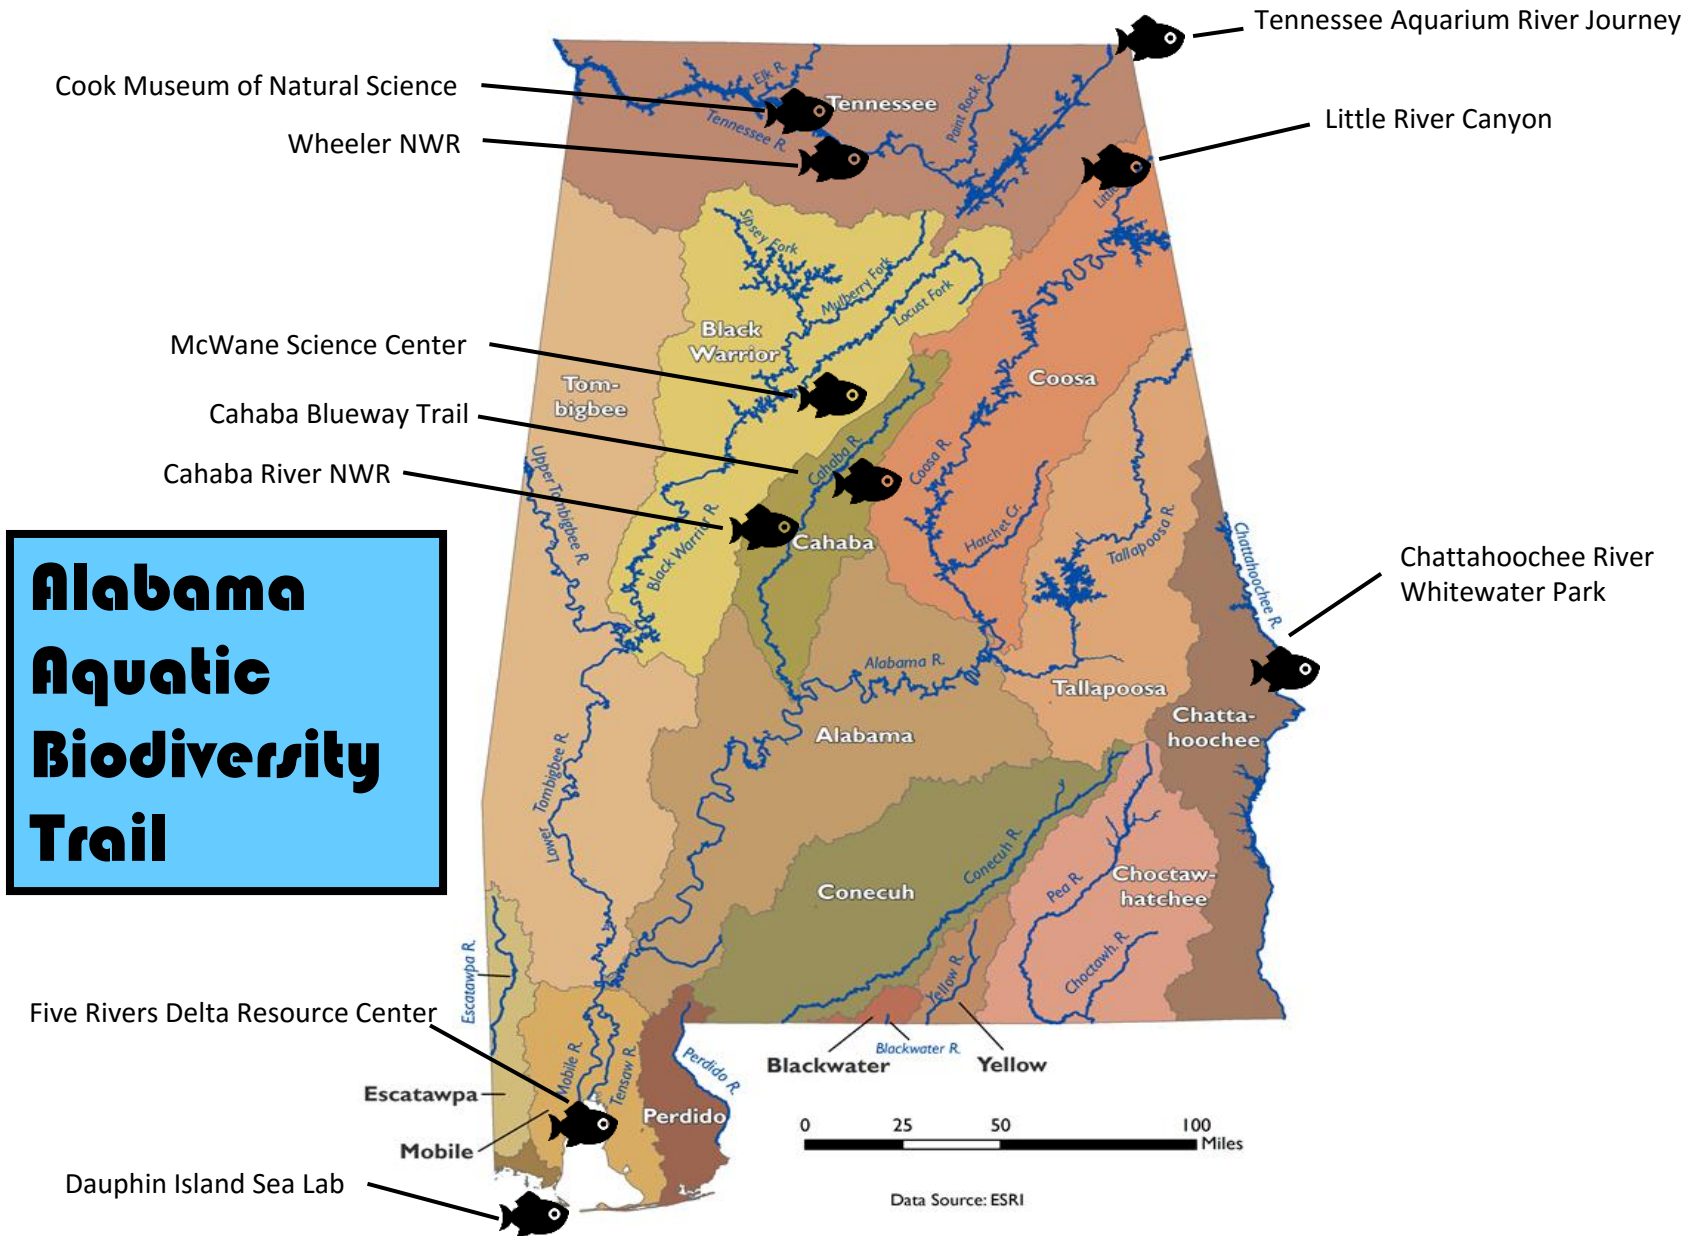 Tennessee Aquarium River Journey
Cook Museum of Natural Science
Elk R.
Tennessee
Paint Rock R.
Little River Canyon
Tennessee R.
Wheeler NWR
Little
Sipsey Fork
Mulberry Fork
Locust Fork
Black
Warrior
McWane Science Center
Coosa
Tom-
bigbee
Cahaba Blueway Trail
Cahaba R.
Coosa R.
Cahaba River NWR
Upper Tombigbee R.
Black Warrior R.
Cahaba
Hatchet Cr.
Tallapoosa R.
Chattahoochee R.
Chattahoochee River
Whitewater Park
Alabama
Aquatic
Biodiversity
Trail
Alabama R.
Tallapoosa
Chatta-
hoochee
Alabama
Lower Tombigbee R.
Conecuh R.
Conecuh
Pea R.
Choctaw-
hatchee
Choctawh. R.
Escatawpa R.
Yellow R.
Five Rivers Delta Resource Center
Mobile R.
Tensaw R.
Perdido R.
Blackwater
Blackwater R.
Yellow
Escatawpa
Perdido
Mobile
0 25 50 100
Miles
Dauphin Island Sea Lab
Data Source: ESRI